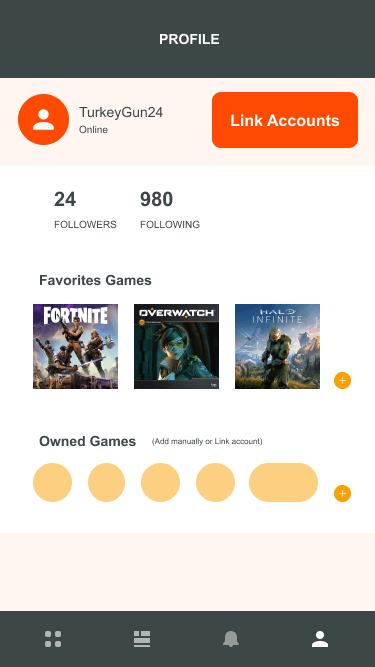 PROFILE
TurkeyGun24
Online
Link Accounts
24
980
FOLLOWERS
FOLLOWING
Favorites Games
FORTNITE
OVERWATCH
HALO
INFINITE
Owned Games
(Add manually or Link account)